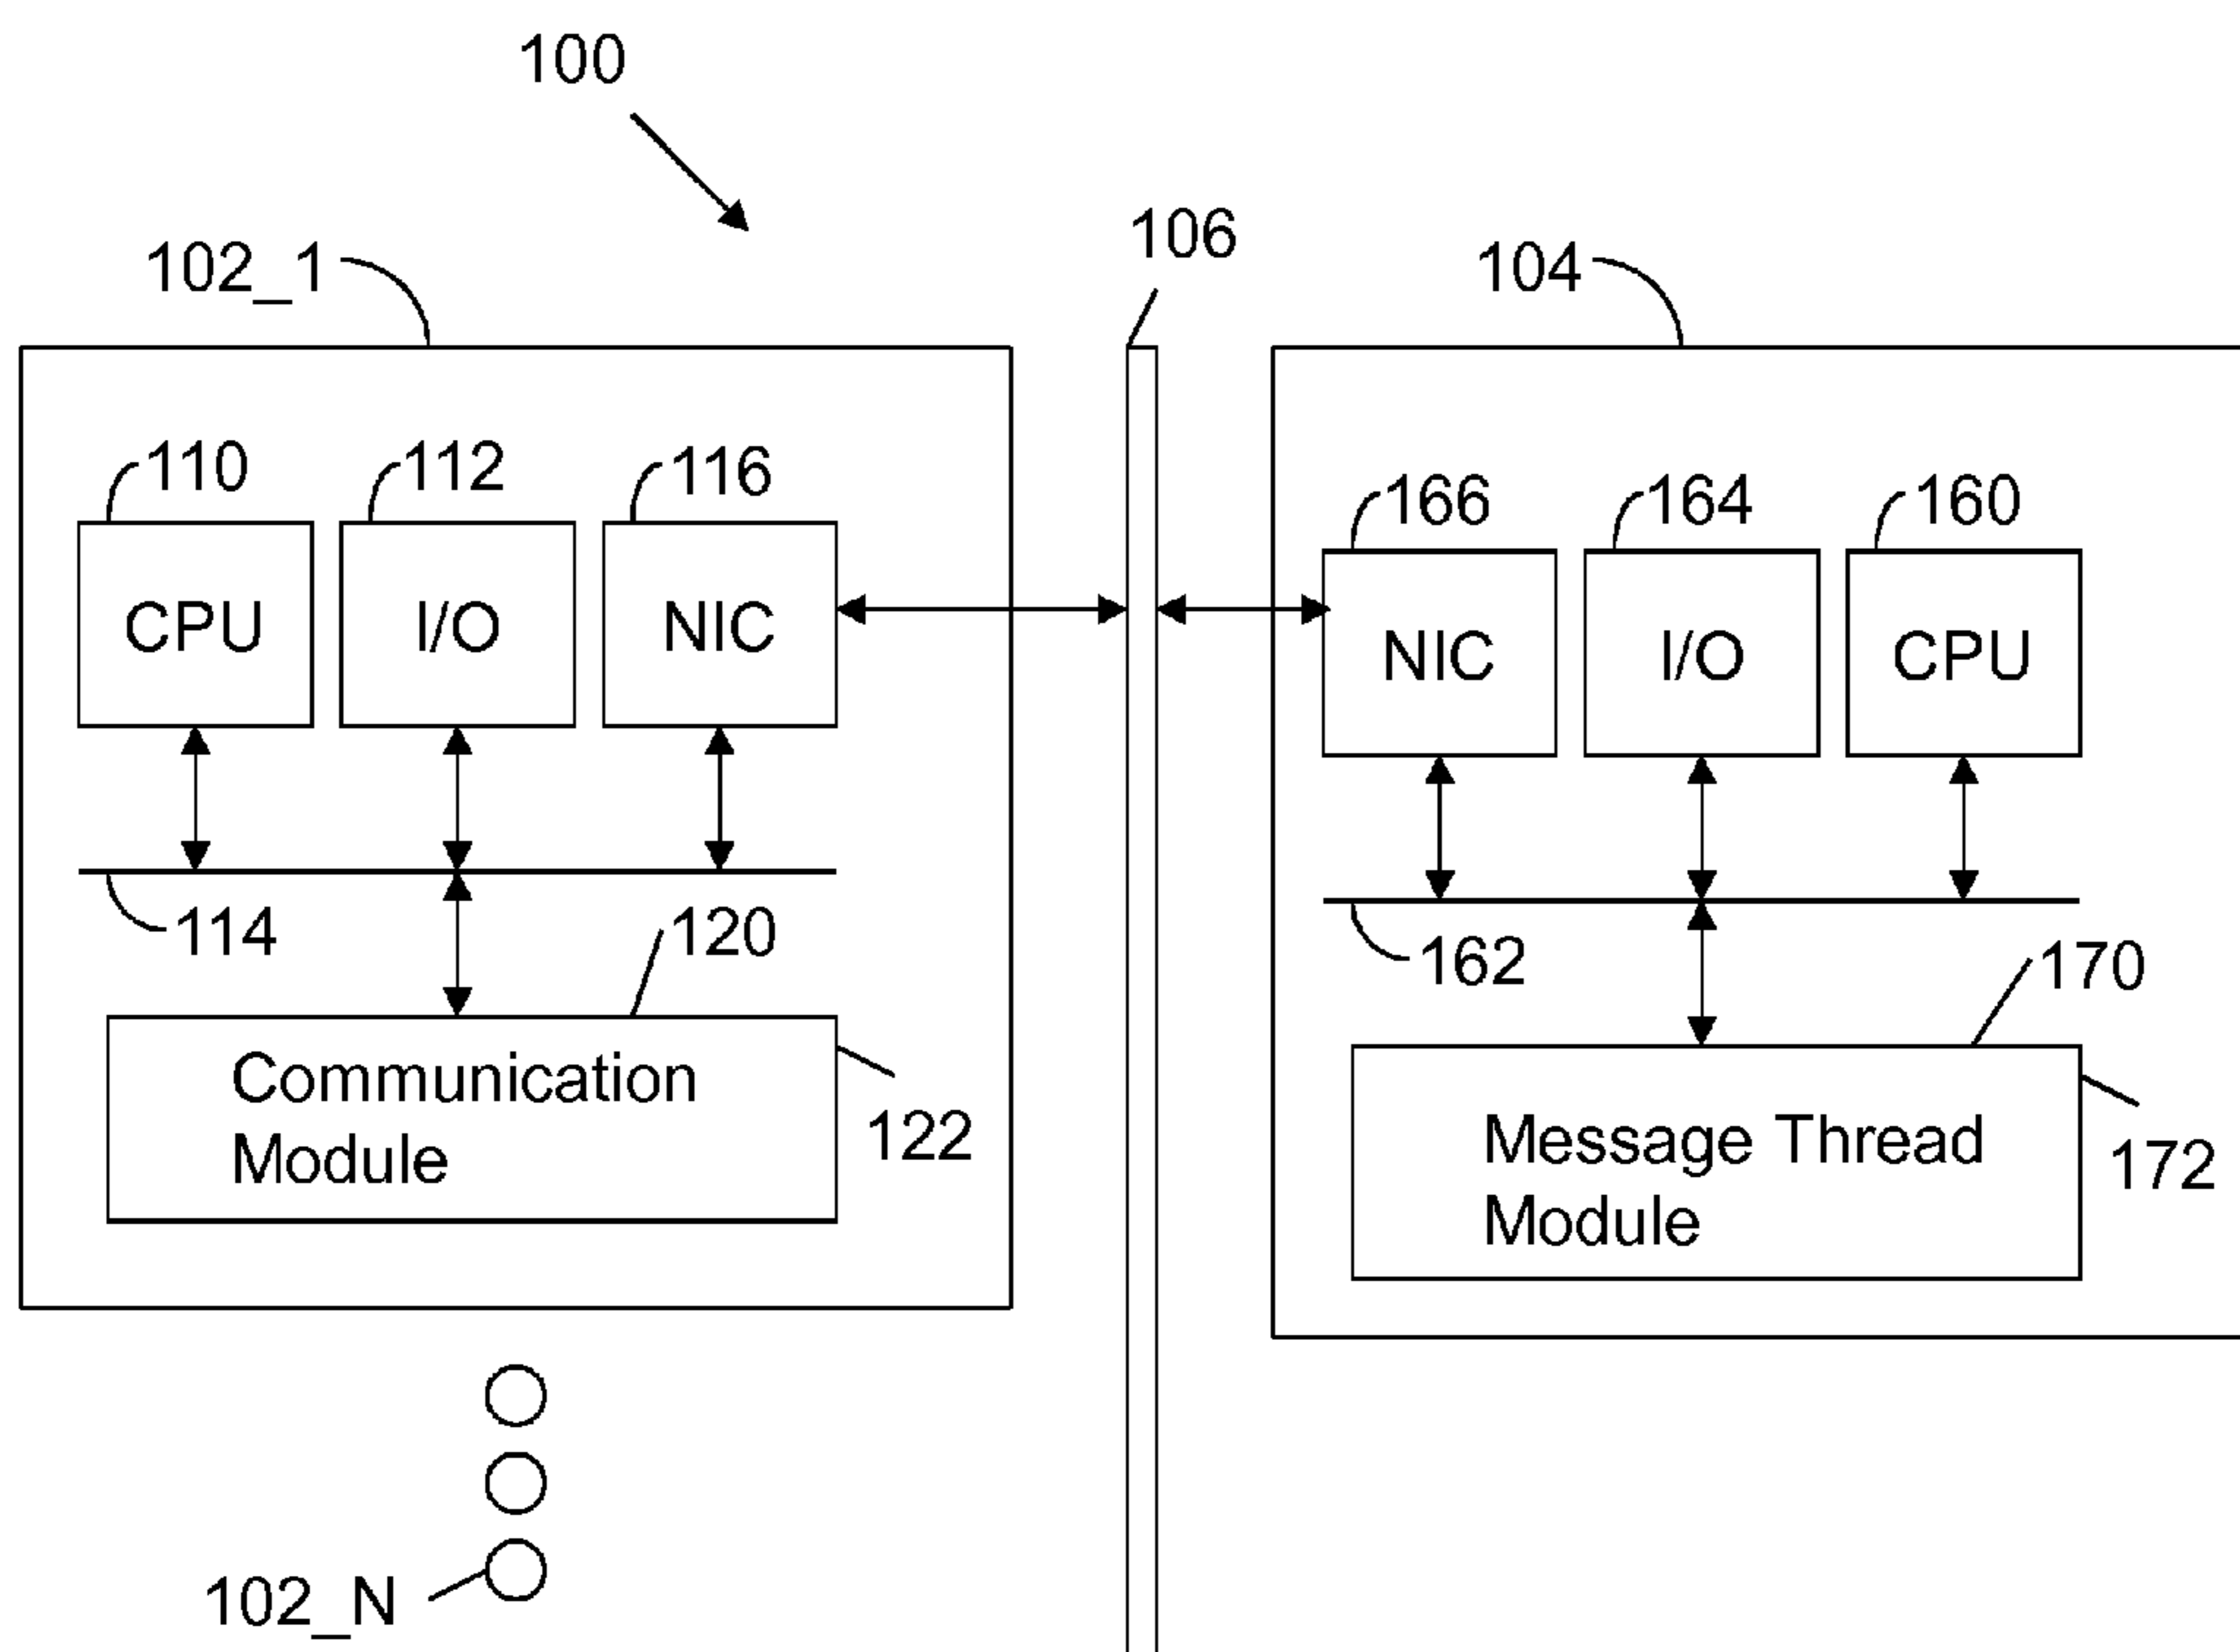 100
102_1
106
104
110
112
116
166
164
160
CPU
I/O
NIC
NIC
I/O
CPU
114
120
162
170
Communication
Module
122
Message Thread
Module
172
102_N